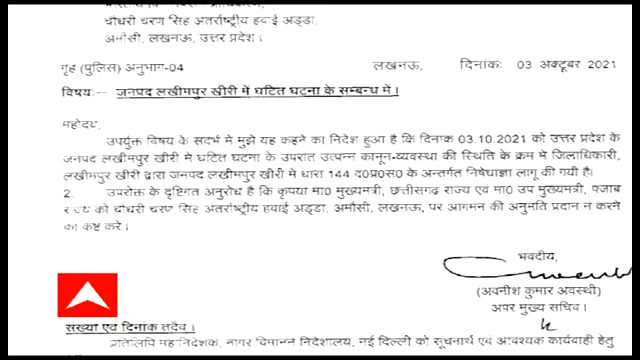 चौधरी चरण सिंह अतर्राष्ट्रीय हवाई अड्डा,
अमौसी, लखनऊ, उत्तर प्रदेश ।
गृह (पुलिस) अनुभाग-04 लखनऊ, दिनांकः 03 अक्टूबर 2021
विषयः– जनपद लखीमपुर खीरी में घटित घटना के सम्बन्ध में ।
महोदय,
उपर्युक्त विषय के सदर्भ मे मुझे यह कहने का निदेश हुआ है कि दिनाक 03.10.2021 को उत्तर प्रदेश के
जनपद लखीमपुर खीरी में घटित घटना के उपरात उत्पन्न कानून-व्यवस्था की स्थिति के क्रम मे जिलाधिकारी,
लखीमपुर खीरी द्वारा जनपद लखीमपुर खीरी मे धारा 144 द0प्र0स0 के अन्तर्गत निषेधाज्ञा लागू की गयी है।
2. उपरोक्त के दृष्टिगत अनुरोध है कि कृपया मा0 मुख्यमंत्री, छत्तीसगढ़ राज्य एवं मा0 उप मुख्यमंत्री, पजाब
राज्य को चौधरी चरण सिंह अतर्राष्ट्रीय हवाई अड्डा, अमौसी, लखनऊ, पर आगमन की अनुमति प्रदान न करने
का कष्ट करे ।
भवदीय,
(अवनीश कुमार अवस्थी)
अपर मुख्य सचिव।
संख्या एवं दिनाक तदैव।
प्रतिलिपि महानिदेशक, नागर विमानन निदेशालय, नई दिल्ली को सूचनार्थ एवं आवश्यक कार्यवाही हेतु